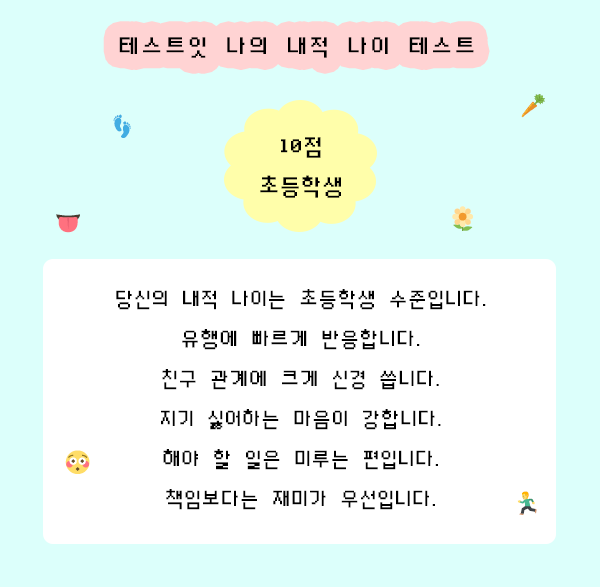 테스트잇 나의 내적 나이 테스트
10점
초등학생
당신의 내적 나이는 초등학생 수준입니다.
유행에 빠르게 반응합니다.
친구 관계에 크게 신경 씁니다.
지기 싫어하는 마음이 강합니다.
해야 할 일은 미루는 편입니다.
책임보다는 재미가 우선입니다.